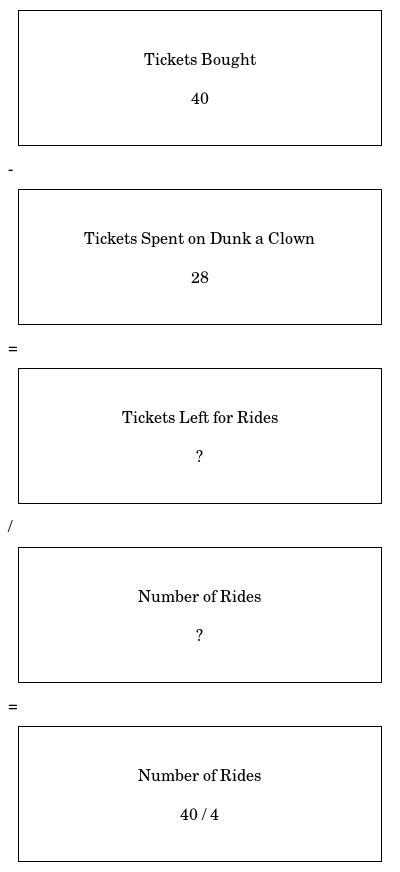 Tickets Bought
40
-
Tickets Spent on Dunk a Clown
28
=
Tickets Left for Rides
?
/
Number of Rides
?
=
Number of Rides
40 / 4